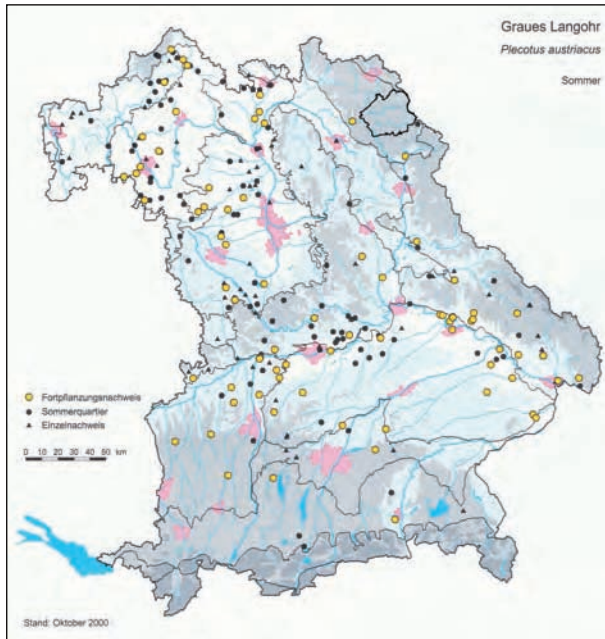 Graues Langohr
Plecotus austriacus
Sommer
Fortpflanzungsnachweis
Sommerquartier
Einzelnachweis
0 10 20 30 40 50
km
Stand: Oktober 2000